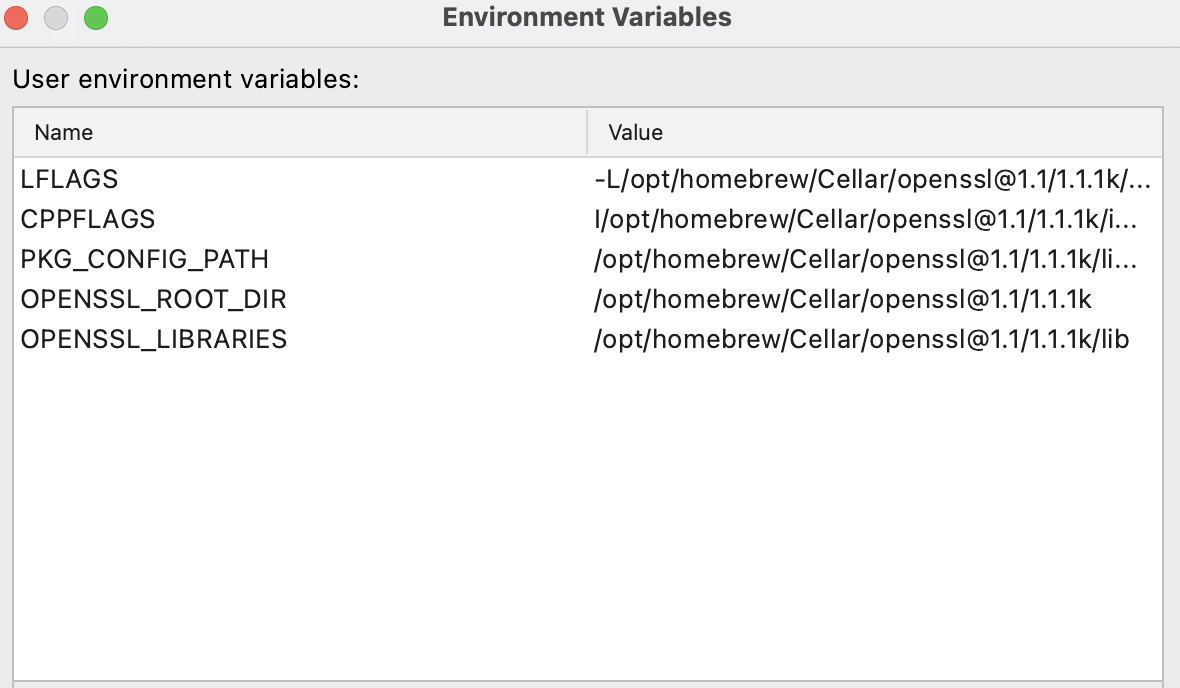 Environment Variables
User environment variables:
Name Value
LFLAGS -L/opt/homebrew/Cellar/openssl@1.1/1.1.1k/...
CPPFLAGS I/opt/homebrew/Cellar/openssl@1.1/1.1.1k/i...
PKG_CONFIG_PATH /opt/homebrew/Cellar/openssl@1.1/1.1.1k/li...
OPENSSL_ROOT_DIR /opt/homebrew/Cellar/openssl@1.1/1.1.1k
OPENSSL_LIBRARIES /opt/homebrew/Cellar/openssl@1.1/1.1.1k/lib